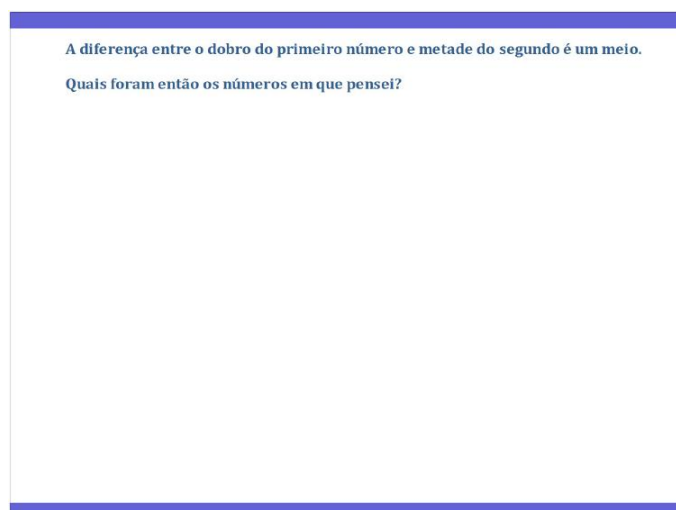 A diferença entre o dobro do primeiro número e metade do segundo é um meio.
Quais foram então os números em que pensei?